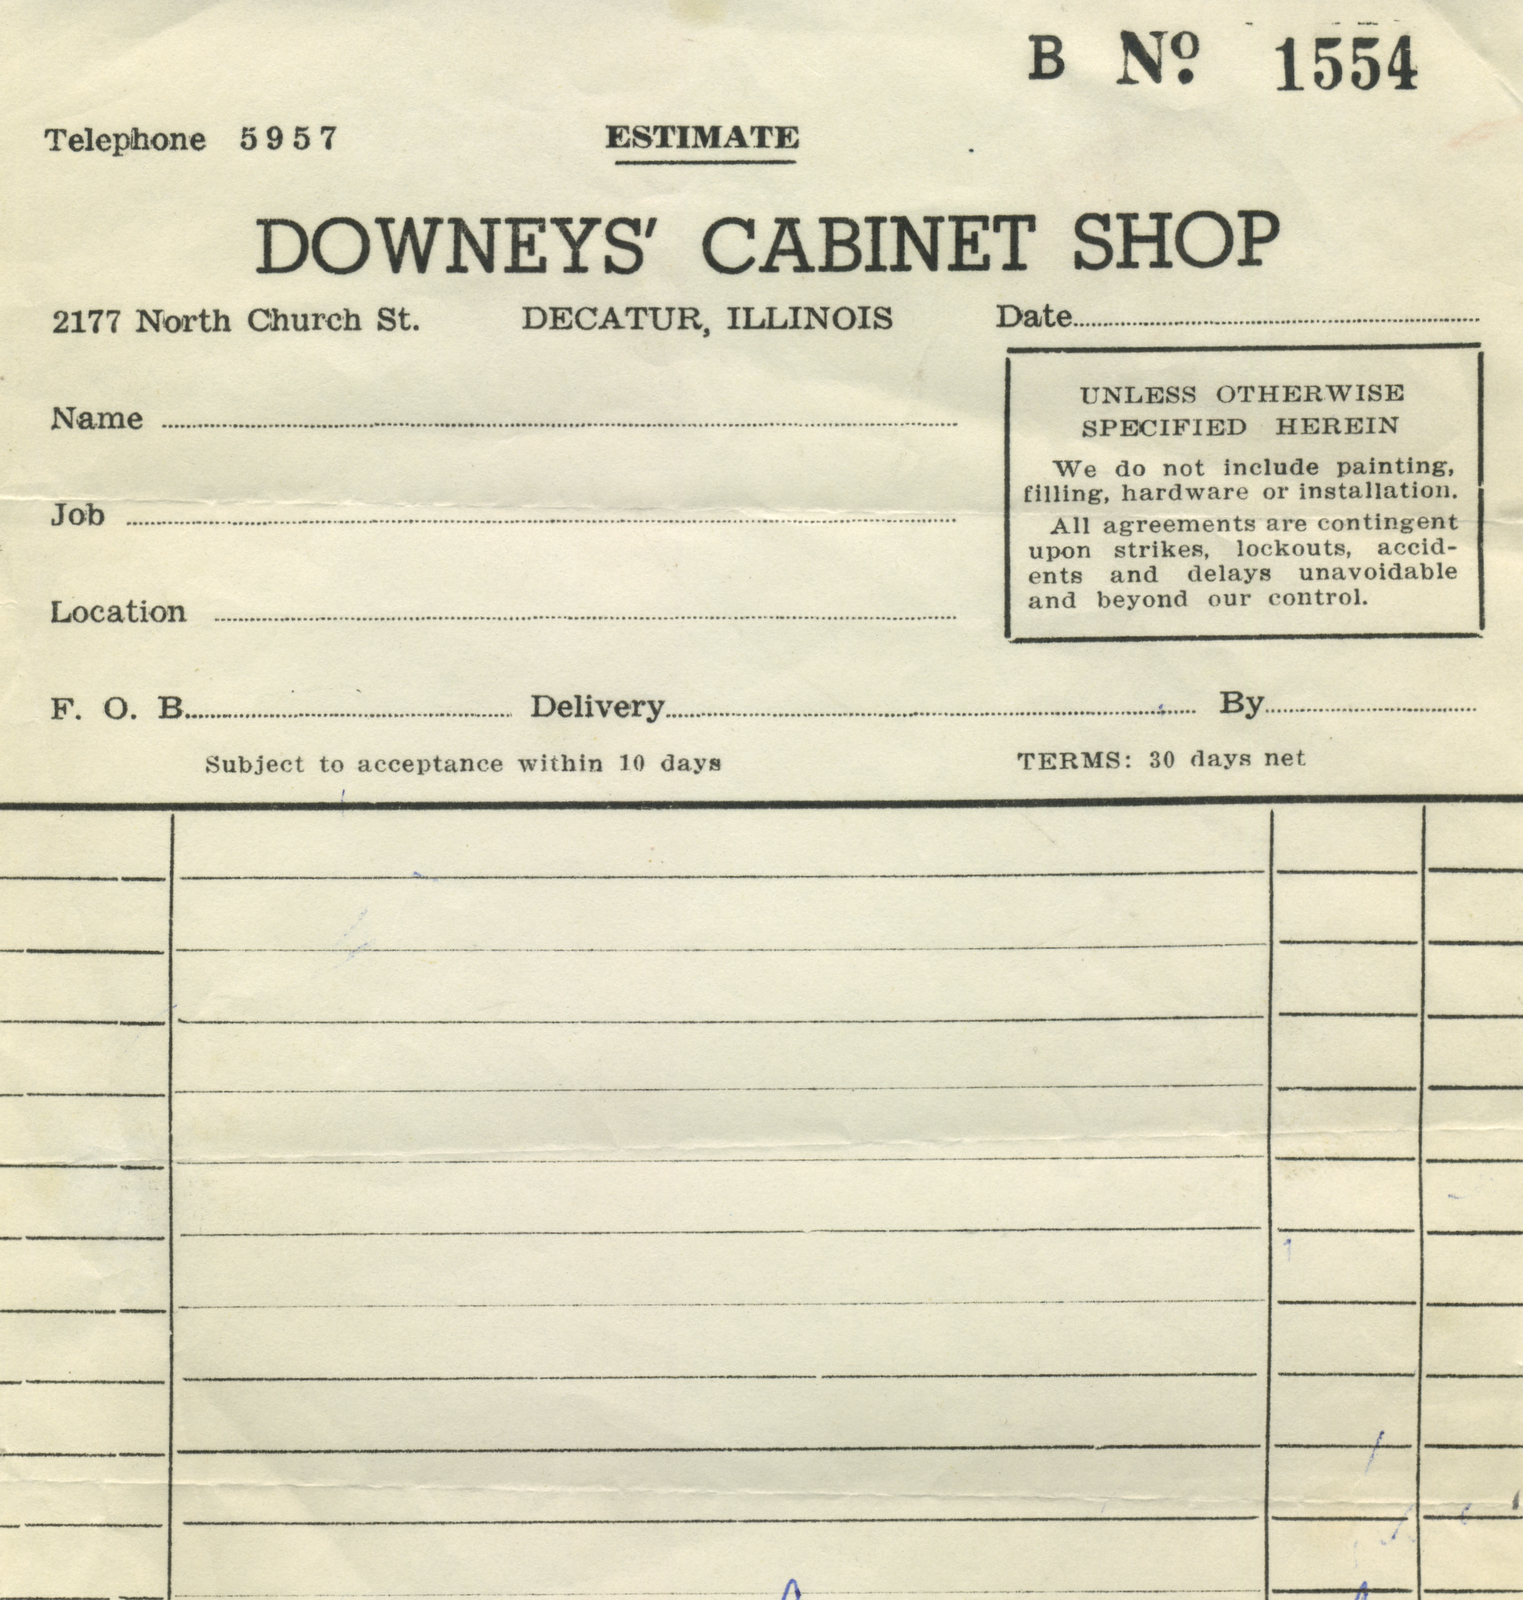 B No. 1554
Telephone 5957 ESTIMATE
DOWNEYS' CABINET SHOP
2177 North Church St. DECATUR, ILLINOIS Date
Name
Job
Location
UNLESS OTHERWISE
SPECIFIED HEREIN
We do not include painting,
filling, hardware or installation.
All agreements are contingent
upon strikes, lockouts, accid-
ents and delays unavoidable
and beyond our control.
F. O. B. Delivery By
Subject to acceptance within 10 days TERMS: 30 days net